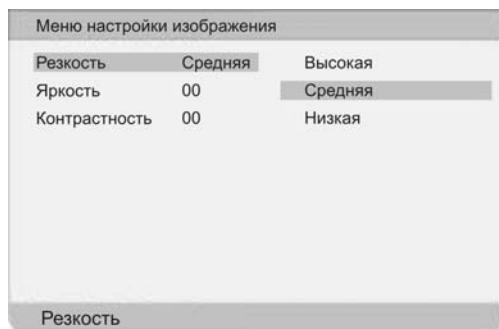 Меню настройки изображения
Резкость Средняя Высокая
Яркость 00 Средняя
Контрастность 00 Низкая
Резкость